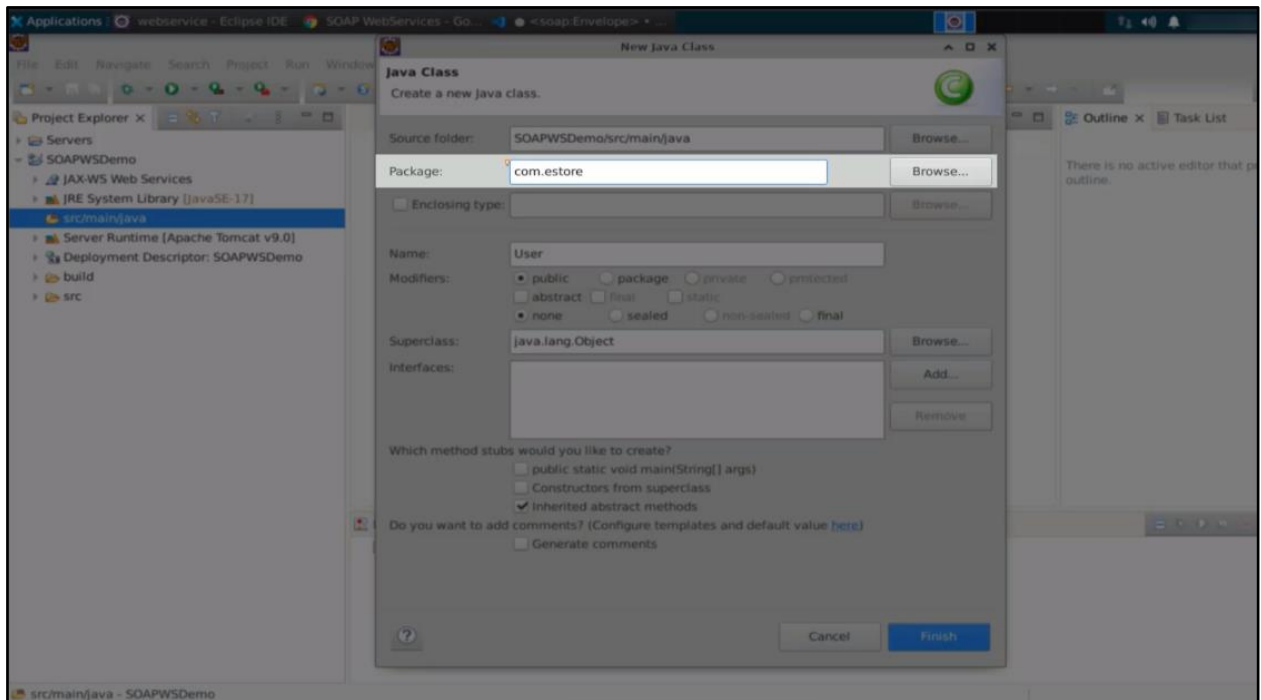 Applications webservice - Eclipse IDE SOAP WebServices - Go... <soap:Envelope> • ...
New Java Class
File Edit Navigate Search Project Run Window
Java Class
Create a new Java class.
Project Explorer
Outline Task List
Servers
Source folder: SOAPWSDemo/src/main/java Browse...
SOAPWSDemo
There is no active editor that
outline.
JAX-WS Web Services
Package: com.estore Browse...
JRE System Library [JavaSE-17]
Enclosing type: Browse...
src/main/java
Server Runtime [Apache Tomcat v9.0]
Deployment Descriptor: SOAPWSDemo
Name: User
build
Modifiers: public package private protected
src
abstract final static
none sealed non-sealed final
Superclass: java.lang.Object Browse...
Interfaces: Add...
Remove
Which method stubs would you like to create?
public static void main(String[] args)
Constructors from superclass
Inherited abstract methods
Do you want to add comments? (Configure templates and default value here)
Generate comments
? Cancel Finish
src/main/java - SOAPWSDemo